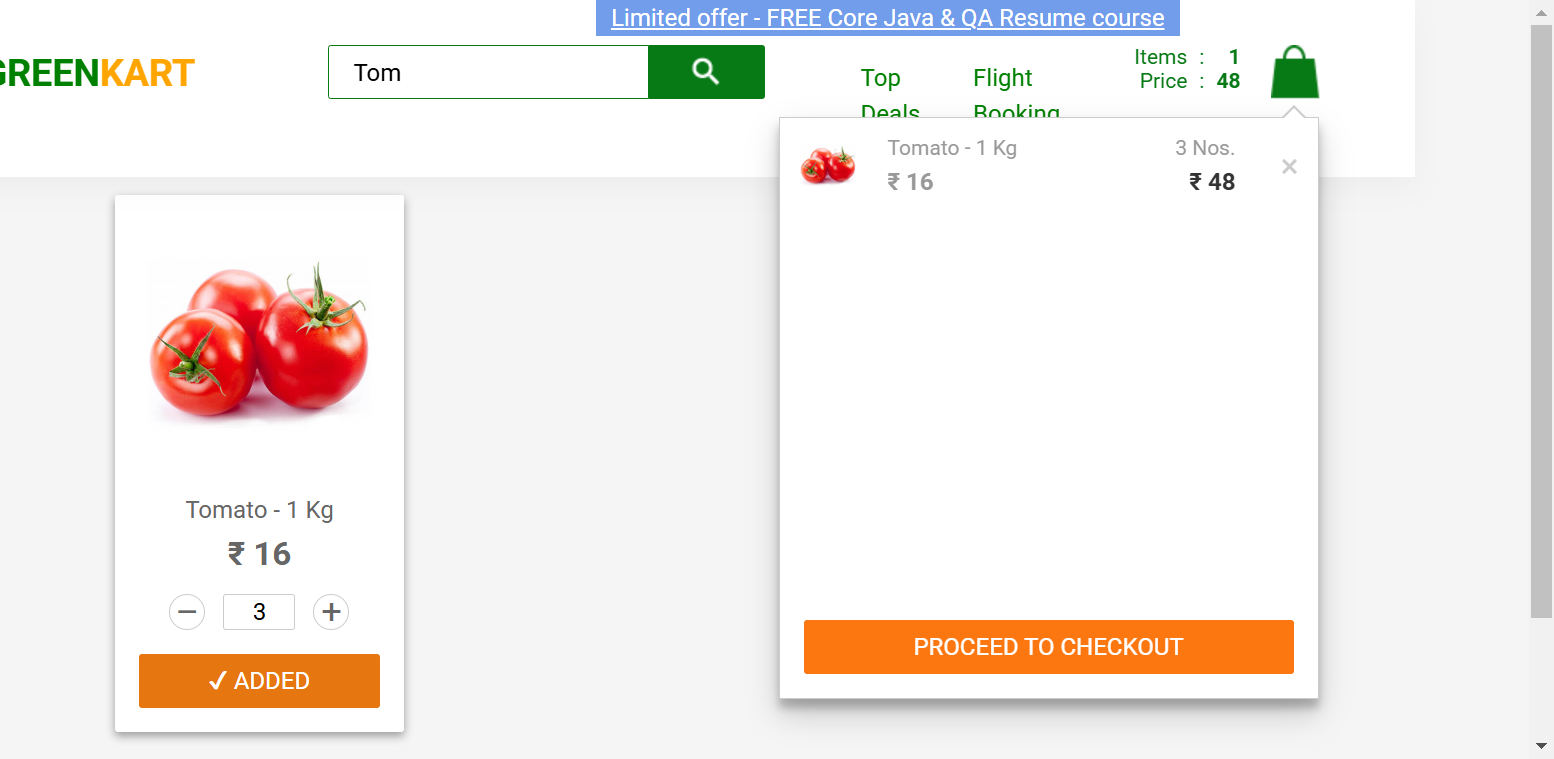 Limited offer - FREE Core Java & QA Resume course
GREENKART
Tom
Top
Deals
Flight
Booking
Items : 1
Price : 48
Tomato - 1 Kg
₹ 16
3 Nos.
₹ 48
×
PROCEED TO CHECKOUT
Tomato - 1 Kg
₹ 16
− 3 +
✓ ADDED